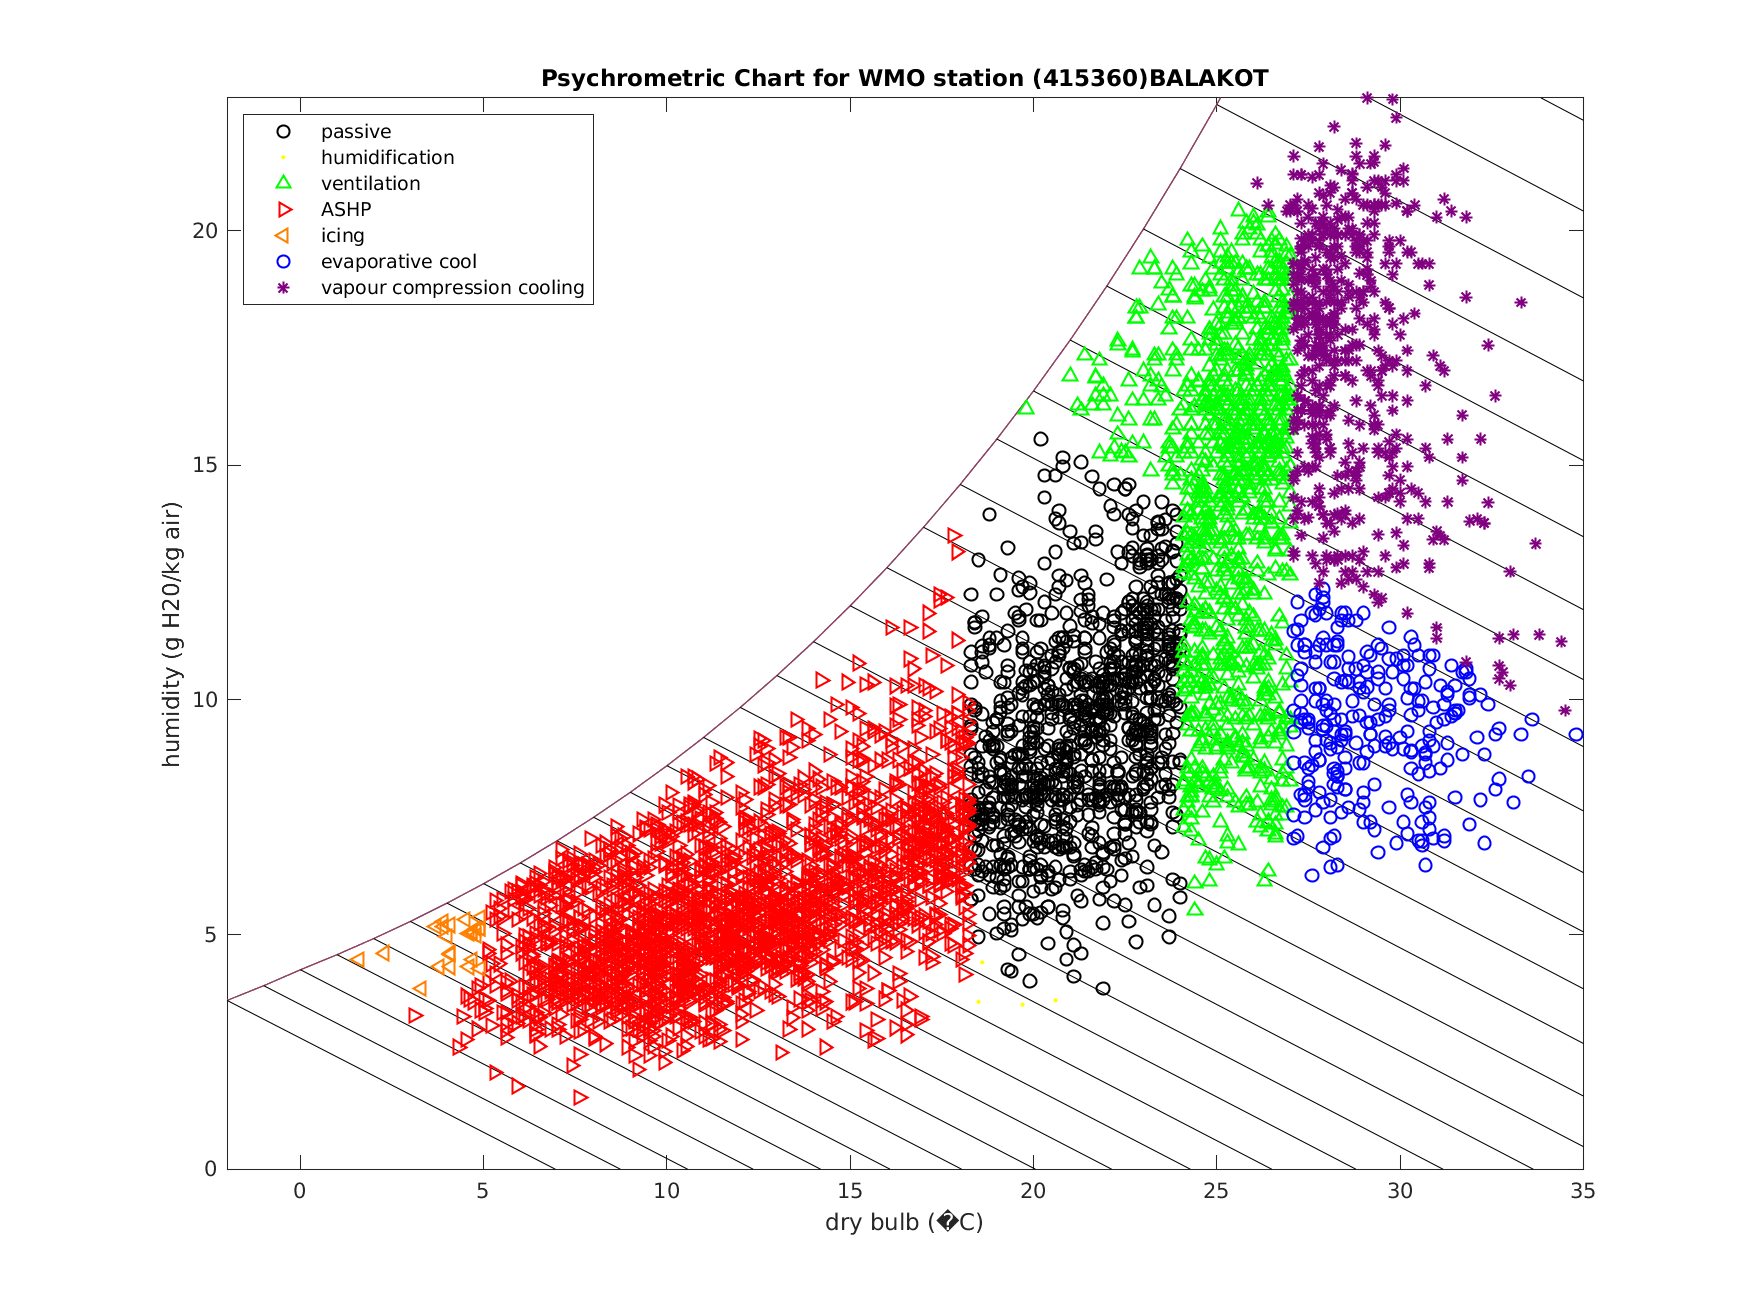 Psychrometric Chart for WMO station (415360)BALAKOT
passive
humidification
ventilation
ASHP
icing
evaporative cool
vapour compression cooling
humidity (g H20/kg air)
20
15
10
5
0
0 5 10 15 20 25 30 35
dry bulb (�C)